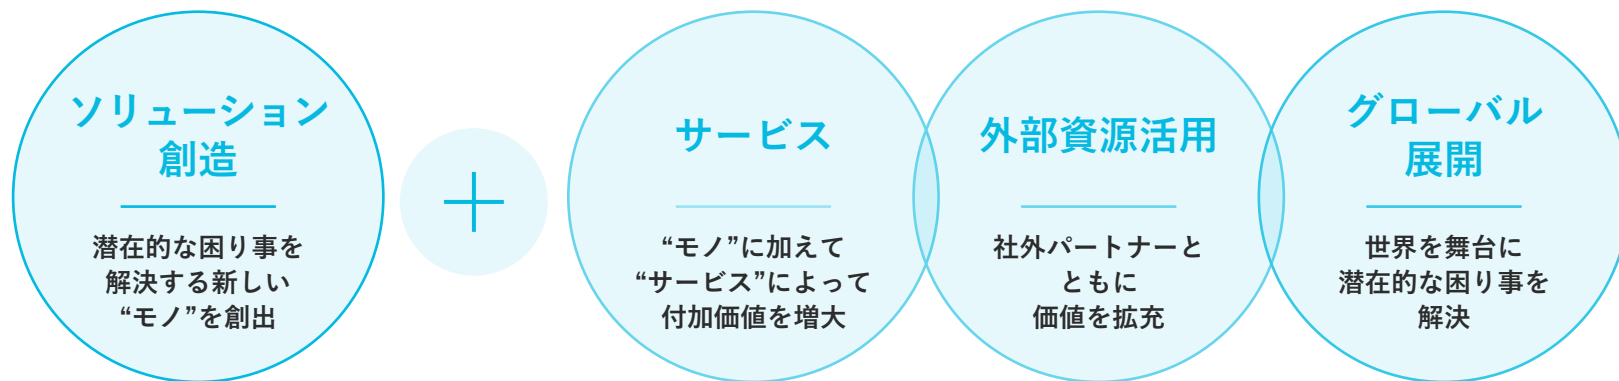 ソリューション
創造
潜在的な困り事を
解決する新しい
“モノ”を創出
サービス
“モノ”に加えて
“サービス”によって
付加価値を増大
外部資源活用
社外パートナーと
ともに
価値を拡充
グローバル
展開
世界を舞台に
潜在的な困り事を
解決